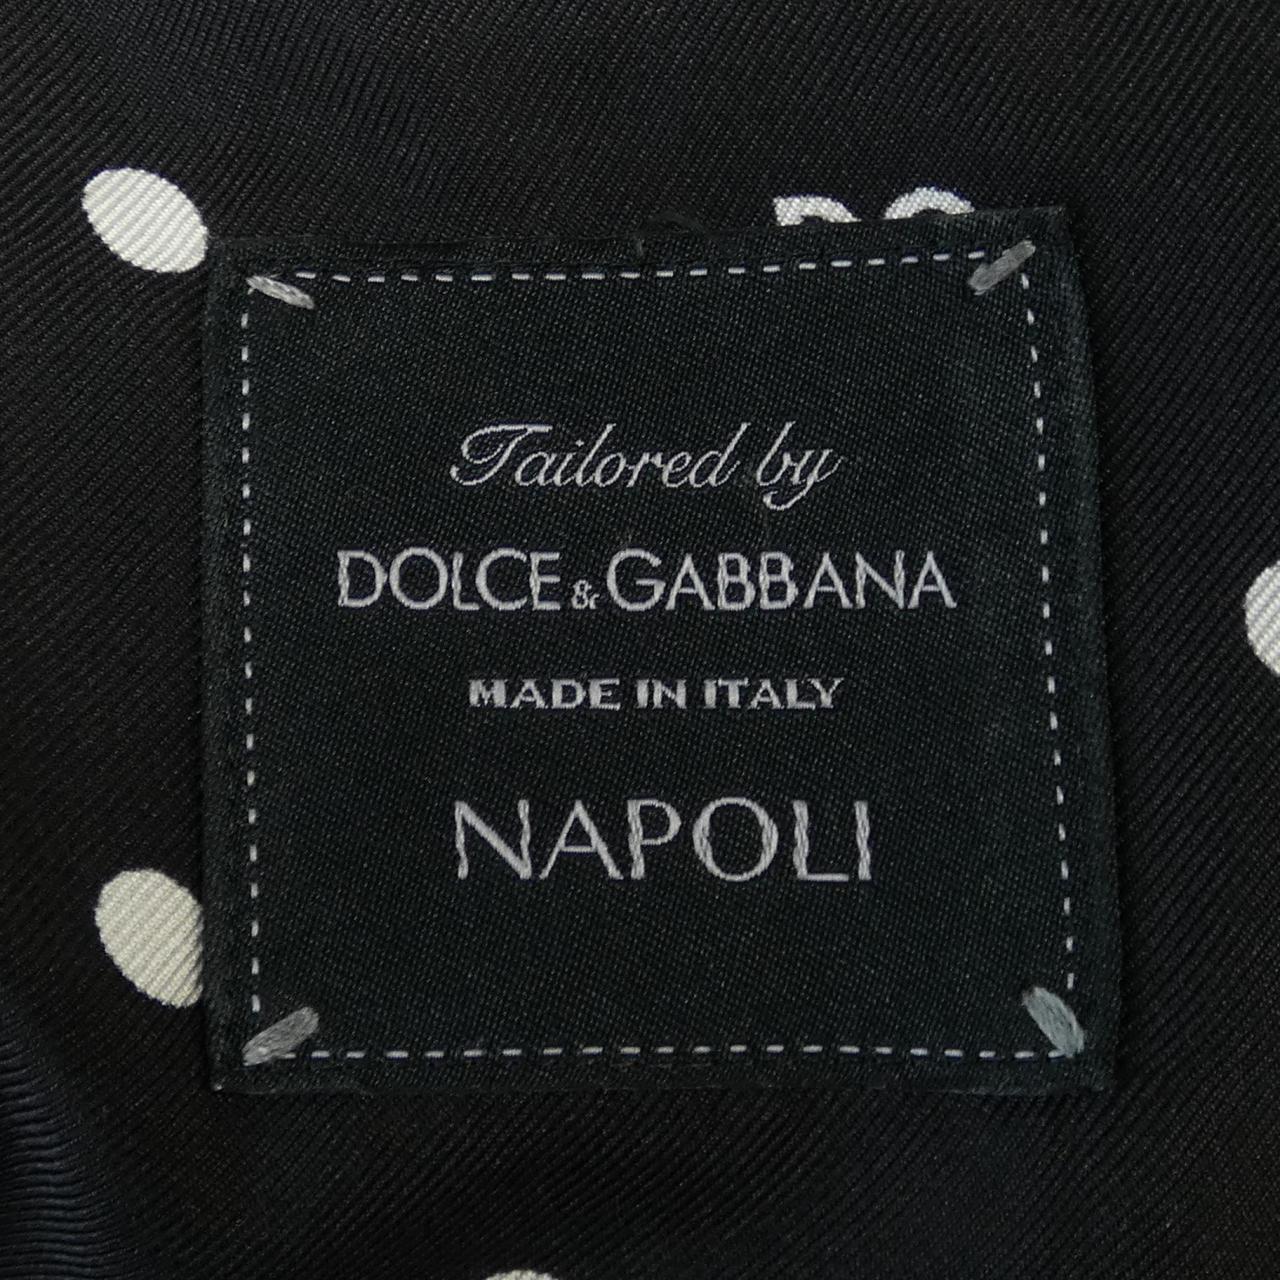 Tailored by
DOLCE & GABBANA
MADE IN ITALY
NAPOLI